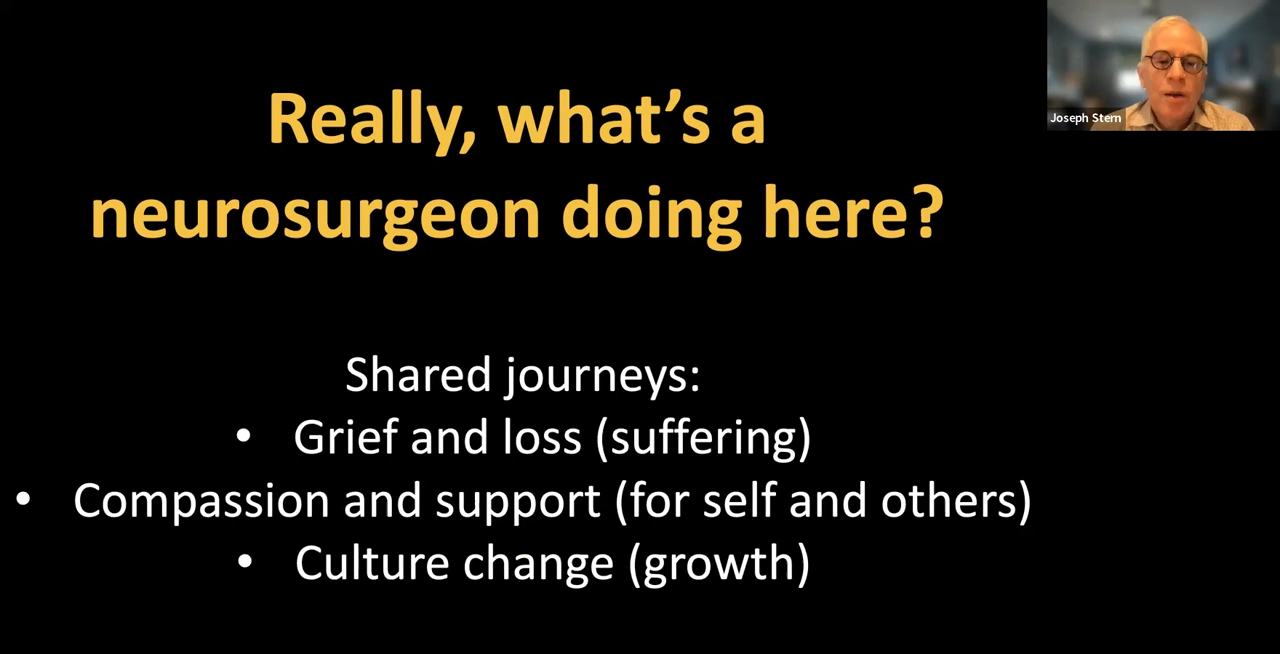 Really, what’s a
neurosurgeon doing here?
Joseph Stern
Shared journeys:
• Grief and loss (suffering)
• Compassion and support (for self and others)
• Culture change (growth)